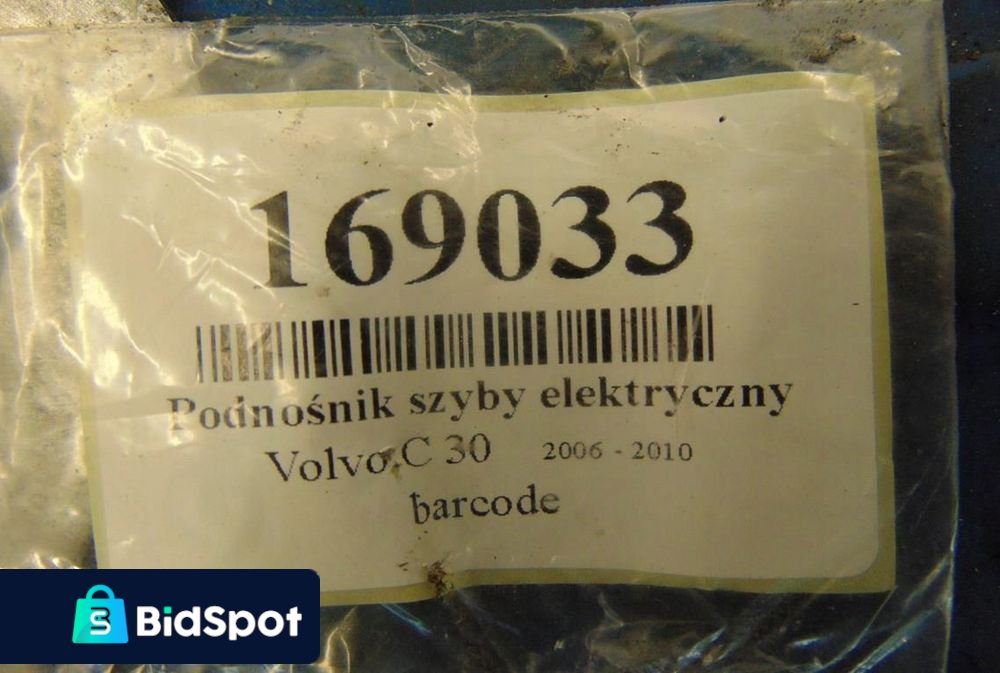 169033
Podnośnik szyby elektryczny
Volvo C 30 2006 - 2010
barcode
BidSpot